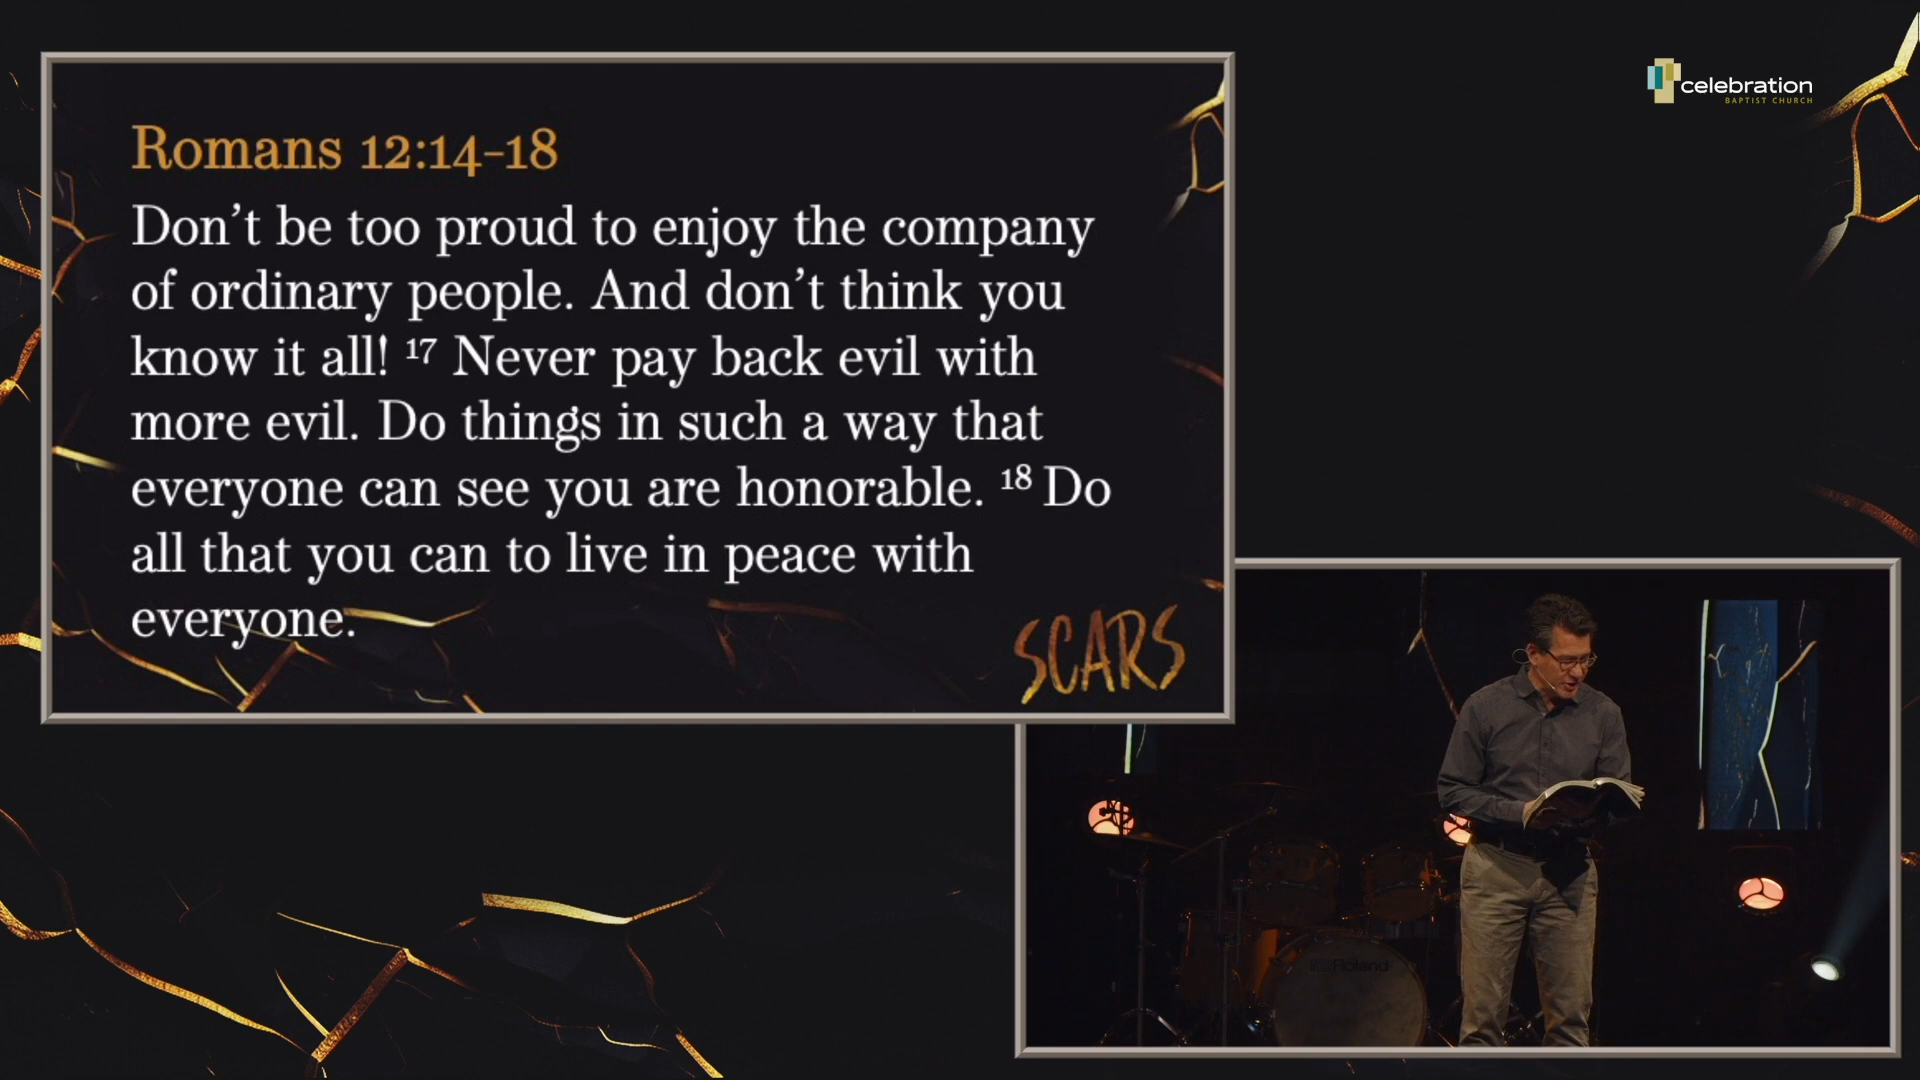 celebration
BAPTIST CHURCH
Romans 12:14–18
Don’t be too proud to enjoy the company
of ordinary people. And don’t think you
know it all! ¹⁷ Never pay back evil with
more evil. Do things in such a way that
everyone can see you are honorable. ¹⁸ Do
all that you can to live in peace with
everyone.
SCARS
Roland